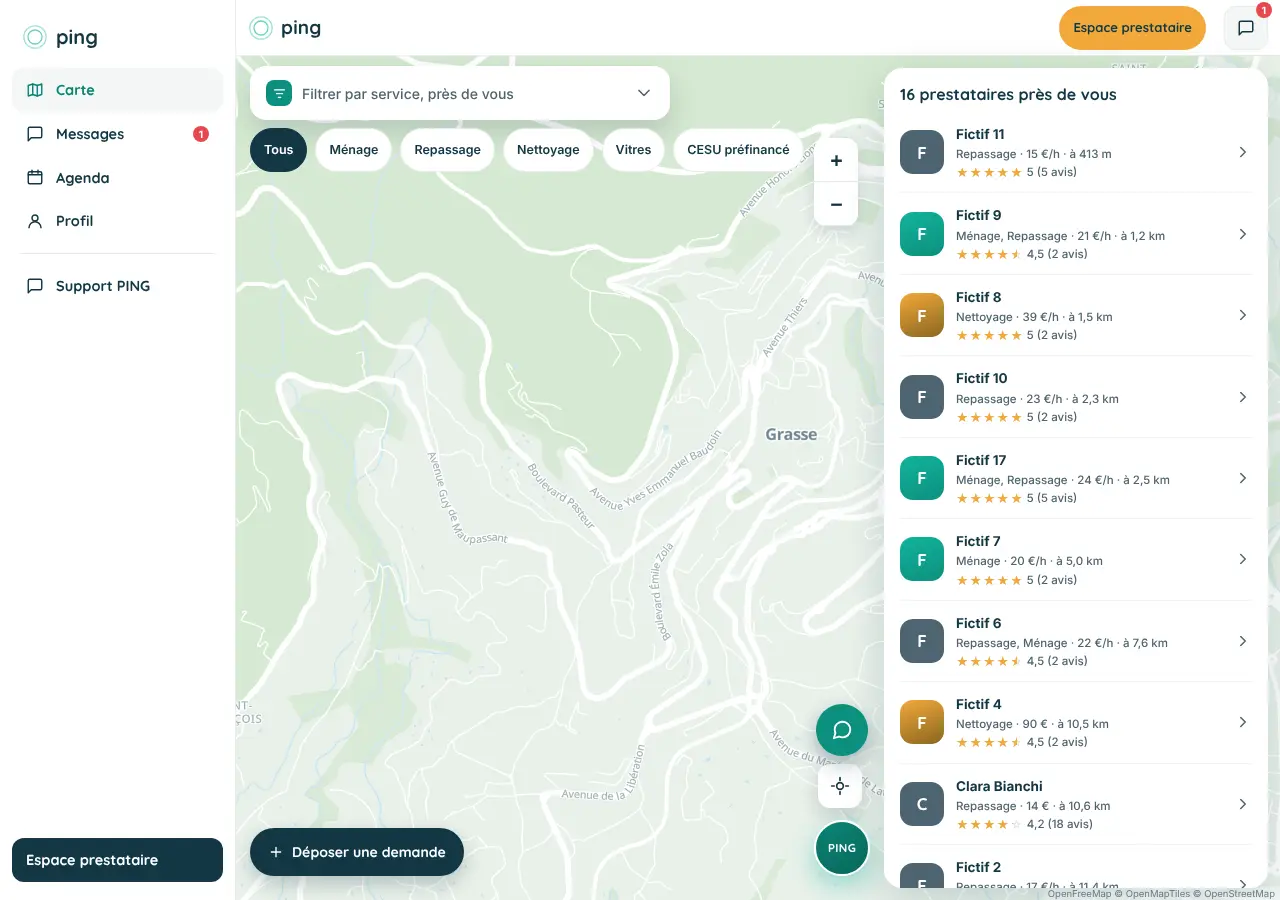 ping
Carte
Messages
1
Agenda
Profil
Support PING
Espace prestataire
ping
Espace prestataire
1
Filtrer par service, près de vous
Tous
Ménage
Repassage
Nettoyage
Vitres
CESU préfinancé
+
−
Avenue Thiers
Grasse
Avenue Guy de Maupassant
Boulevard Pasteur
Avenue Yves Emmanuel Baudoin
Boulevard Émile Zola
Avenue de la Libération
PING
+ Déposer une demande
16 prestataires près de vous
F
Fictif 11
Repassage · 15 €/h · à 413 m
★★★★★ 5 (5 avis)
F
Fictif 9
Ménage, Repassage · 21 €/h · à 1,2 km
4,5 (2 avis)
F
Fictif 8
Nettoyage · 39 €/h · à 1,5 km
★★★★★ 5 (2 avis)
F
Fictif 10
Repassage · 23 €/h · à 2,3 km
★★★★★ 5 (2 avis)
F
Fictif 17
Ménage, Repassage · 24 €/h · à 2,5 km
★★★★★ 5 (5 avis)
F
Fictif 7
Ménage · 20 €/h · à 5,0 km
★★★★★ 5 (2 avis)
F
Fictif 6
Repassage, Ménage · 22 €/h · à 7,6 km
4,5 (2 avis)
F
Fictif 4
Nettoyage · 90 € · à 10,5 km
4,5 (2 avis)
C
Clara Bianchi
Repassage · 14 € · à 10,6 km
★★★★☆ 4,2 (18 avis)
F
Fictif 2
Repassage · 17 €/h · à 11,4 km
OpenFreeMap © OpenMapTiles © OpenStreetMap